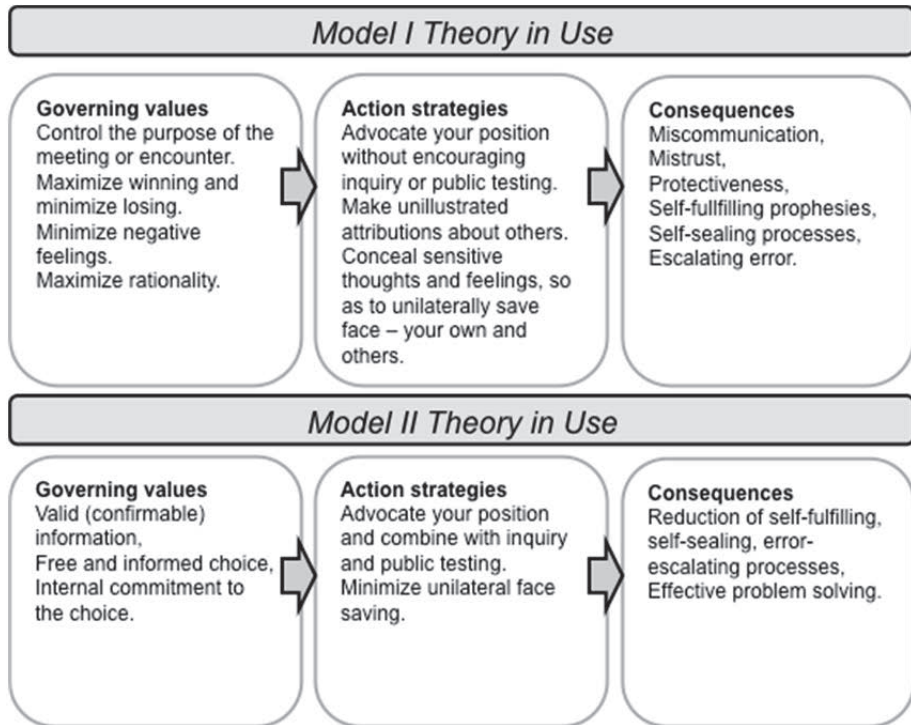 Model I Theory in Use
Governing values
Control the purpose of the
meeting or encounter.
Maximize winning and
minimize losing.
Minimize negative
feelings.
Maximize rationality.
Action strategies
Advocate your position
without encouraging
inquiry or public testing.
Make unillustrated
attributions about others.
Conceal sensitive
thoughts and feelings, so
as to unilaterally save
face – your own and
others.
Consequences
Miscommunication,
Mistrust,
Protectiveness,
Self-fullfilling prophesies,
Self-sealing processes,
Escalating error.
Model II Theory in Use
Governing values
Valid (confirmable)
information,
Free and informed choice,
Internal commitment to
the choice.
Action strategies
Advocate your position
and combine with inquiry
and public testing.
Minimize unilateral face
saving.
Consequences
Reduction of self-fulfilling,
self-sealing, error-
escalating processes,
Effective problem solving.